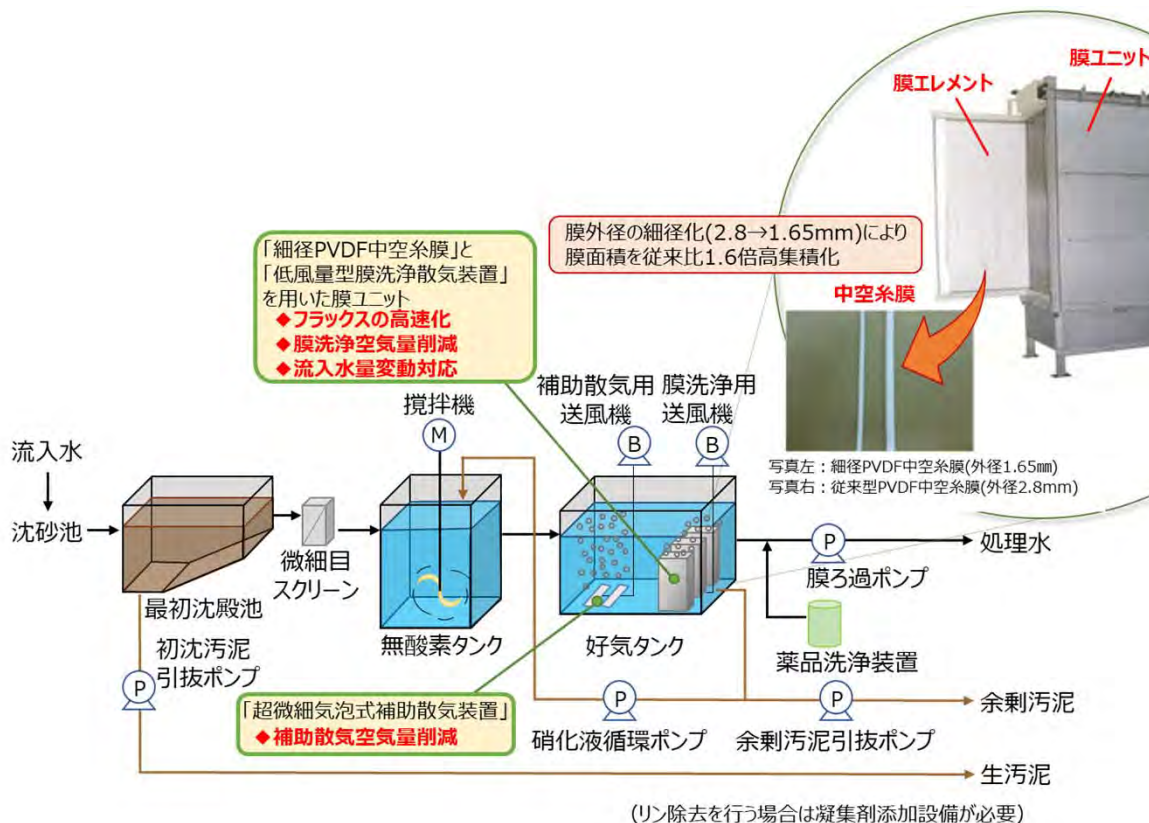 膜ユニット
膜エレメント
膜外径の細径化(2.8→1.65mm)により
膜面積を従来比1.6倍高集積化
中空糸膜
写真左：細径PVDF中空糸膜(外径1.65㎜)
写真右：従来型PVDF中空糸膜(外径2.8mm)
「細径PVDF中空糸膜」と
「低風量型膜洗浄散気装置」
を用いた膜ユニット
◆フラックスの高速化
◆膜洗浄空気量削減
◆流入水量変動対応
補助散気用
送風機
膜洗浄用
送風機
撹拌機
M
B
B
流入水
沈砂池
最初沈殿池
微細目
スクリーン
無酸素タンク
好気タンク
P
膜ろ過ポンプ
処理水
薬品洗浄装置
初沈汚泥
引抜ポンプ
P
「超微細気泡式補助散気装置」
◆補助散気空気量削減
P
硝化液循環ポンプ
P
余剰汚泥引抜ポンプ
余剰汚泥
生汚泥
(リン除去を行う場合は凝集剤添加設備が必要)